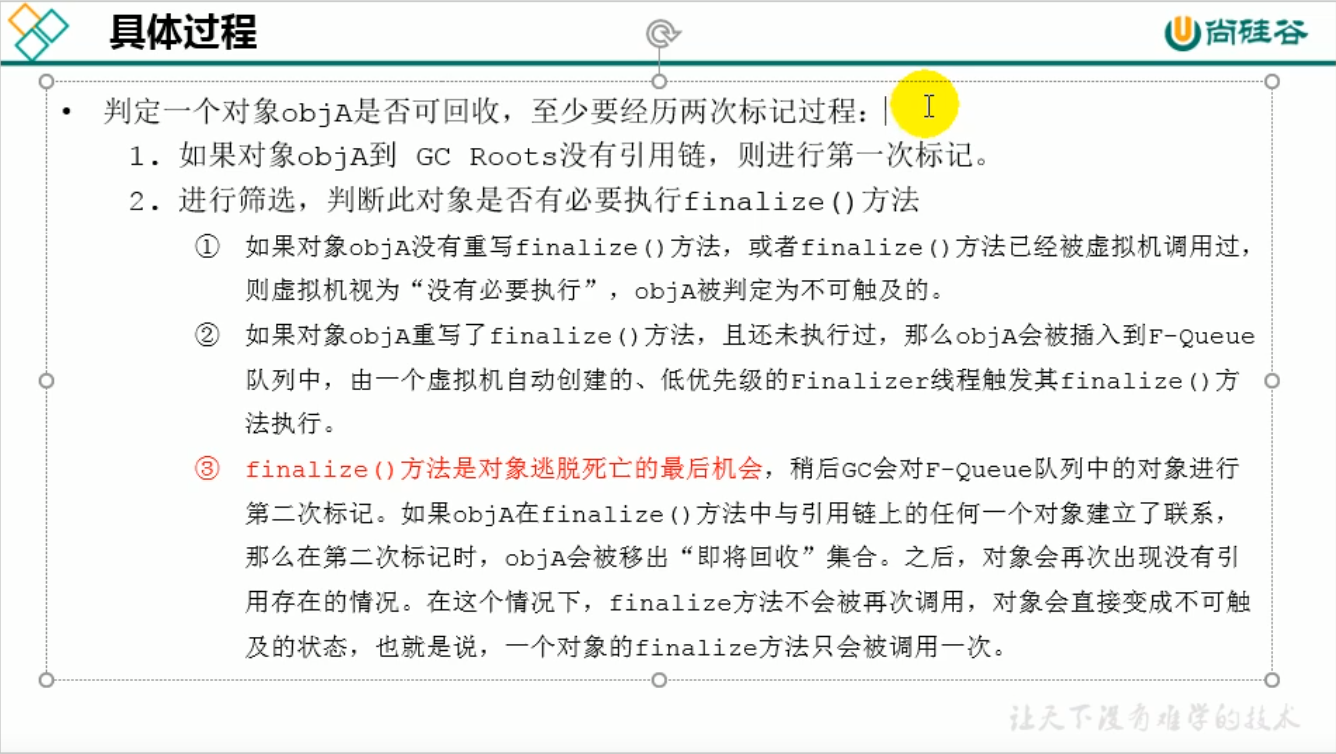 具体过程
尚硅谷
• 判定一个对象objA是否可回收，至少要经历两次标记过程：
1. 如果对象objA到 GC Roots没有引用链，则进行第一次标记。
2. 进行筛选，判断此对象是否有必要执行finalize()方法
① 如果对象objA没有重写finalize()方法，或者finalize()方法已经被虚拟机调用过，
则虚拟机视为“没有必要执行”，objA被判定为不可触及的。
② 如果对象objA重写了finalize()方法，且还未执行过，那么objA会被插入到F-Queue
队列中，由一个虚拟机自动创建的、低优先级的Finalizer线程触发其finalize()方
法执行。
③ finalize()方法是对象逃脱死亡的最后机会，稍后GC会对F-Queue队列中的对象进行
第二次标记。如果objA在finalize()方法中与引用链上的任何一个对象建立了联系，
那么在第二次标记时，objA会被移出“即将回收”集合。之后，对象会再次出现没有引
用存在的情况。在这个情况下，finalize方法不会被再次调用，对象会直接变成不可触
及的状态，也就是说，一个对象的finalize方法只会被调用一次。
让天下没有难学的技术